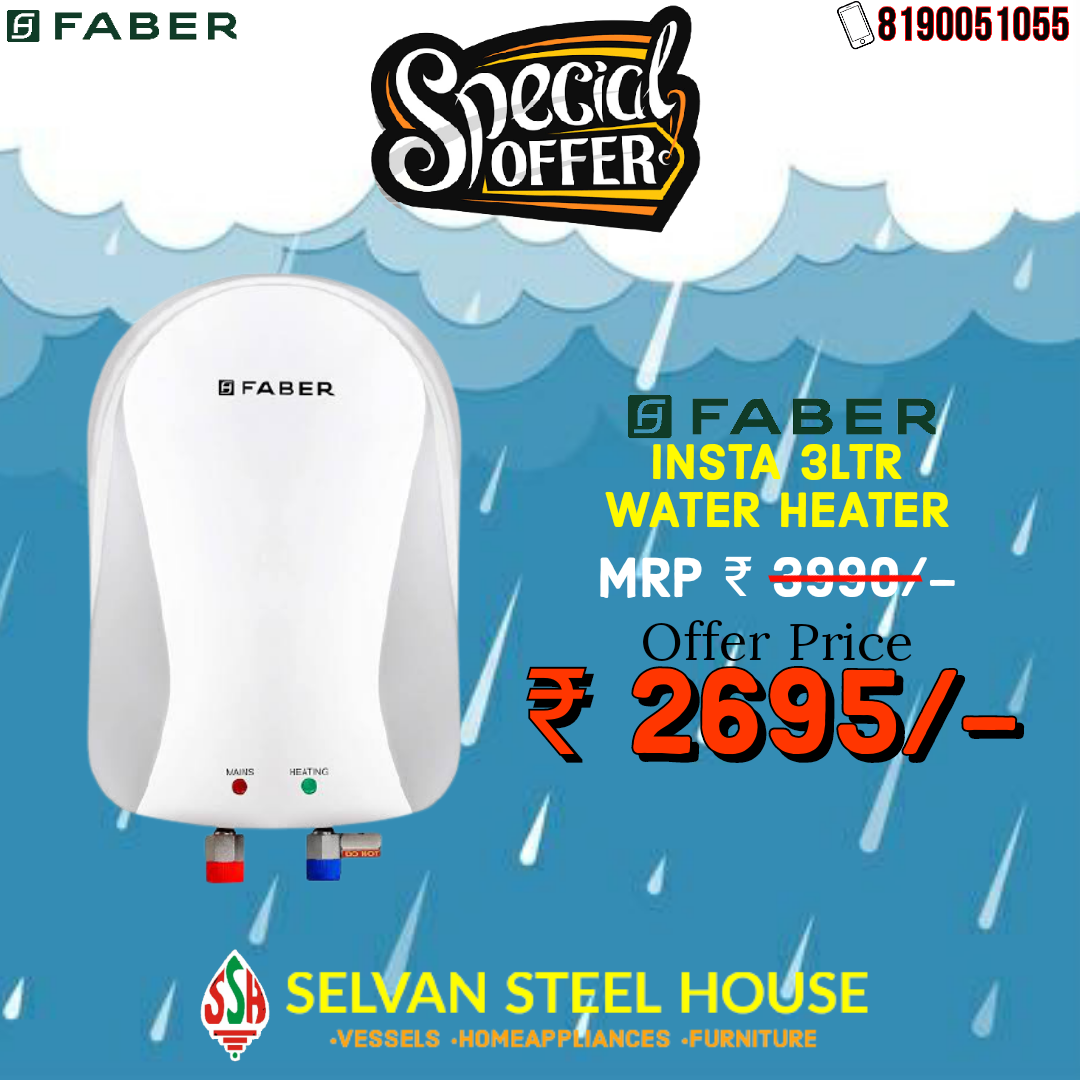 FABER
8190051055
Special
OFFER
FABER
FABER
INSTA 3LTR
WATER HEATER
MRP ₹ 3990/-
Offer Price
₹ 2695/-
MAINS HEATING
SSH
SELVAN STEEL HOUSE
•VESSELS •HOMEAPPLIANCES •FURNITURE